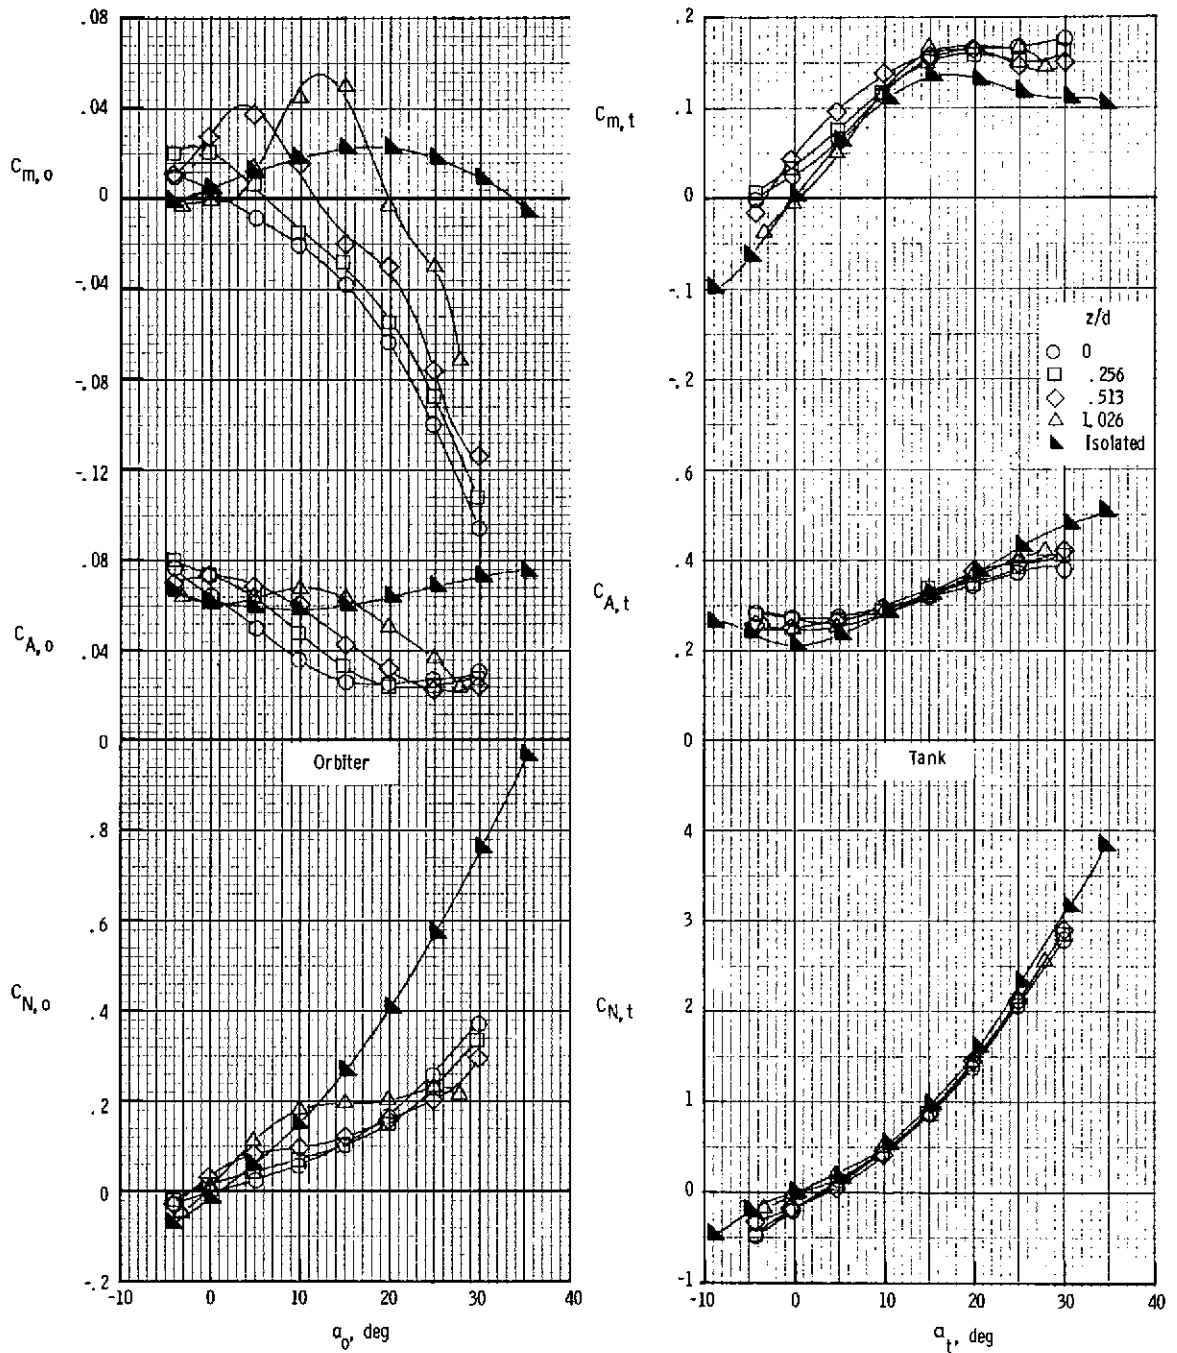 .08
.04
C_m,o
0
-.04
-.08
-.12
.08
C_A,o
.04
0
Orbiter
.8
.6
C_N,o
.4
.2
0
-.2
-10 0 10 20 30 40
α_o, deg
.2
C_m,t
.1
0
-.1
-.2
z/d
0
.256
.513
1.026
Isolated
.6
.4
C_A,t
.2
0
Tank
4
3
C_N,t
2
1
0
-1
-10 0 10 20 30 40
α_t, deg